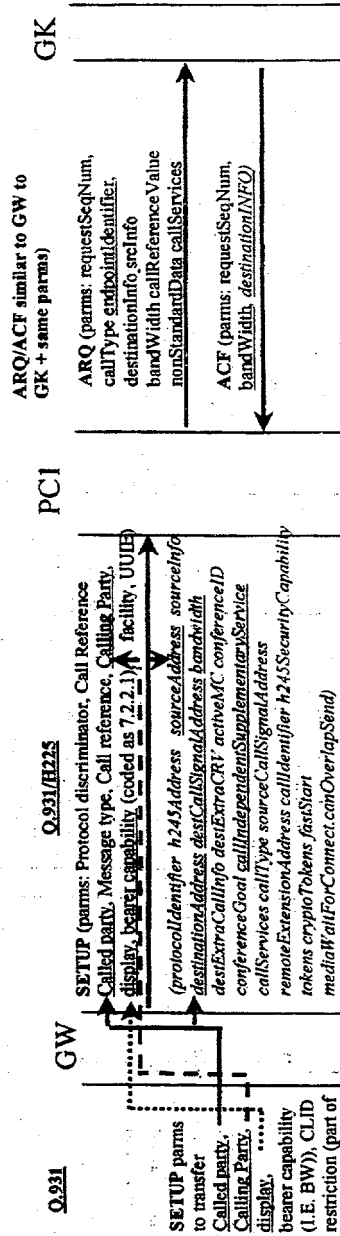 Q.931
GW
Q.931/H225
PC1
GK
SETUP parms
to transfer
Called party,
Calling Party,
display,
bearer capability
(I.E. BW)), CLID
restriction (part of
SETUP (parms: Protocol discriminator, Call Reference
Called party, Message type, Call reference, Calling Party,
display, bearer capability (coded as 7.2.2.1), facility, UUIE)
(protocolIdentifier h245Address sourceAddress sourceInfo
destinationAddress destCallSignalAddress bandwidth
destExtraCallInfo destExtraCRV activeMC conferenceID
conferenceGoal callIndependentSupplementaryService
callServices callType sourceCallSignalAddress
remoteExtensionAddress callIdentifier h245SecurityCapability
tokens cryptoTokens fastStart
mediaWaitForConnect canOverlapSend)
ARQ/ACF similar to GW to
GK + same parms)
ARQ (parms: requestSeqNum,
callType endpointIdentifier,
destinationInfo srcInfo
bandWidth callReferenceValue
nonStandardData callServices
ACF (parms: requestSeqNum,
bandWidth, destinationINFO)